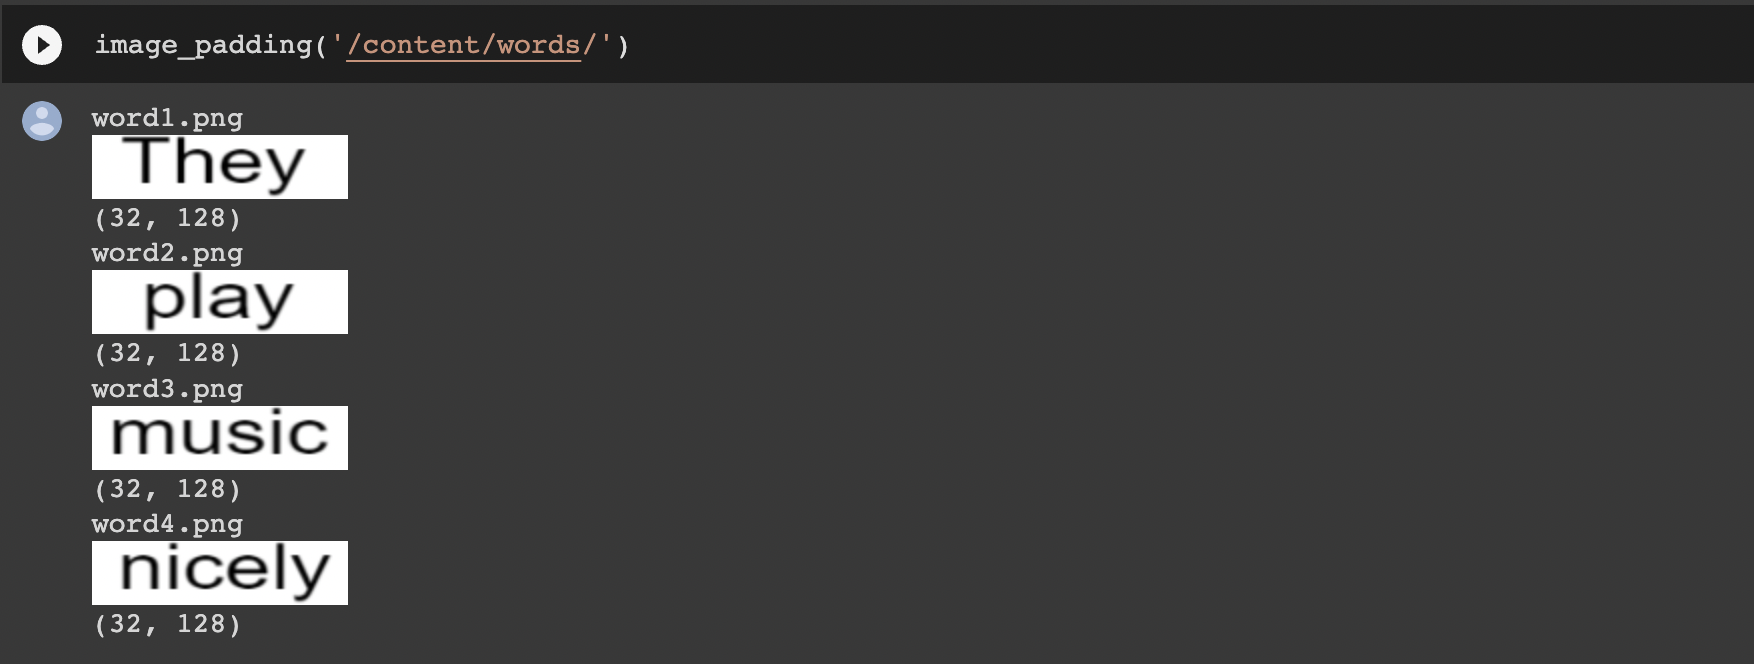 image_padding('/content/words/')
word1.png
They
(32, 128)
word2.png
play
(32, 128)
word3.png
music
(32, 128)
word4.png
nicely
(32, 128)